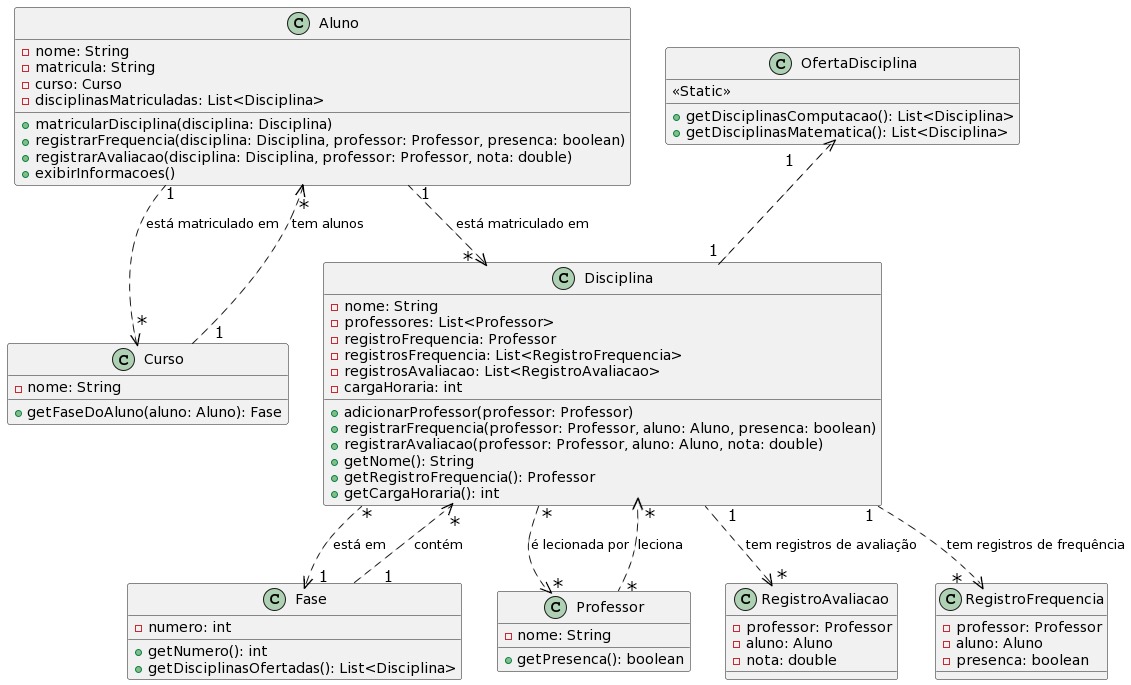 C Aluno
nome: String
matricula: String
curso: Curso
disciplinasMatriculadas: List<Disciplina>
matricularDisciplina(disciplina: Disciplina)
registrarFrequencia(disciplina: Disciplina, professor: Professor, presenca: boolean)
registrarAvaliacao(disciplina: Disciplina, professor: Professor, nota: double)
exibirInformacoes()
C OfertaDisciplina
«Static»
getDisciplinasComputacao(): List<Disciplina>
getDisciplinasMatematica(): List<Disciplina>
1
*
1
1
está matriculado em
tem alunos
está matriculado em
*
1
*
1
C Disciplina
nome: String
professores: List<Professor>
registroFrequencia: Professor
registrosFrequencia: List<RegistroFrequencia>
registrosAvaliacao: List<RegistroAvaliacao>
cargaHoraria: int
adicionarProfessor(professor: Professor)
registrarFrequencia(professor: Professor, aluno: Aluno, presenca: boolean)
registrarAvaliacao(professor: Professor, aluno: Aluno, nota: double)
getNome(): String
getRegistroFrequencia(): Professor
getCargaHoraria(): int
C Curso
nome: String
getFaseDoAluno(aluno: Aluno): Fase
*
*
*
*
1
1
está em
contém
é lecionada por
leciona
tem registros de avaliação
tem registros de frequência
1
1
*
*
*
*
C Fase
numero: int
getNumero(): int
getDisciplinasOfertadas(): List<Disciplina>
C Professor
nome: String
getPresenca(): boolean
C RegistroAvaliacao
professor: Professor
aluno: Aluno
nota: double
C RegistroFrequencia
professor: Professor
aluno: Aluno
presenca: boolean